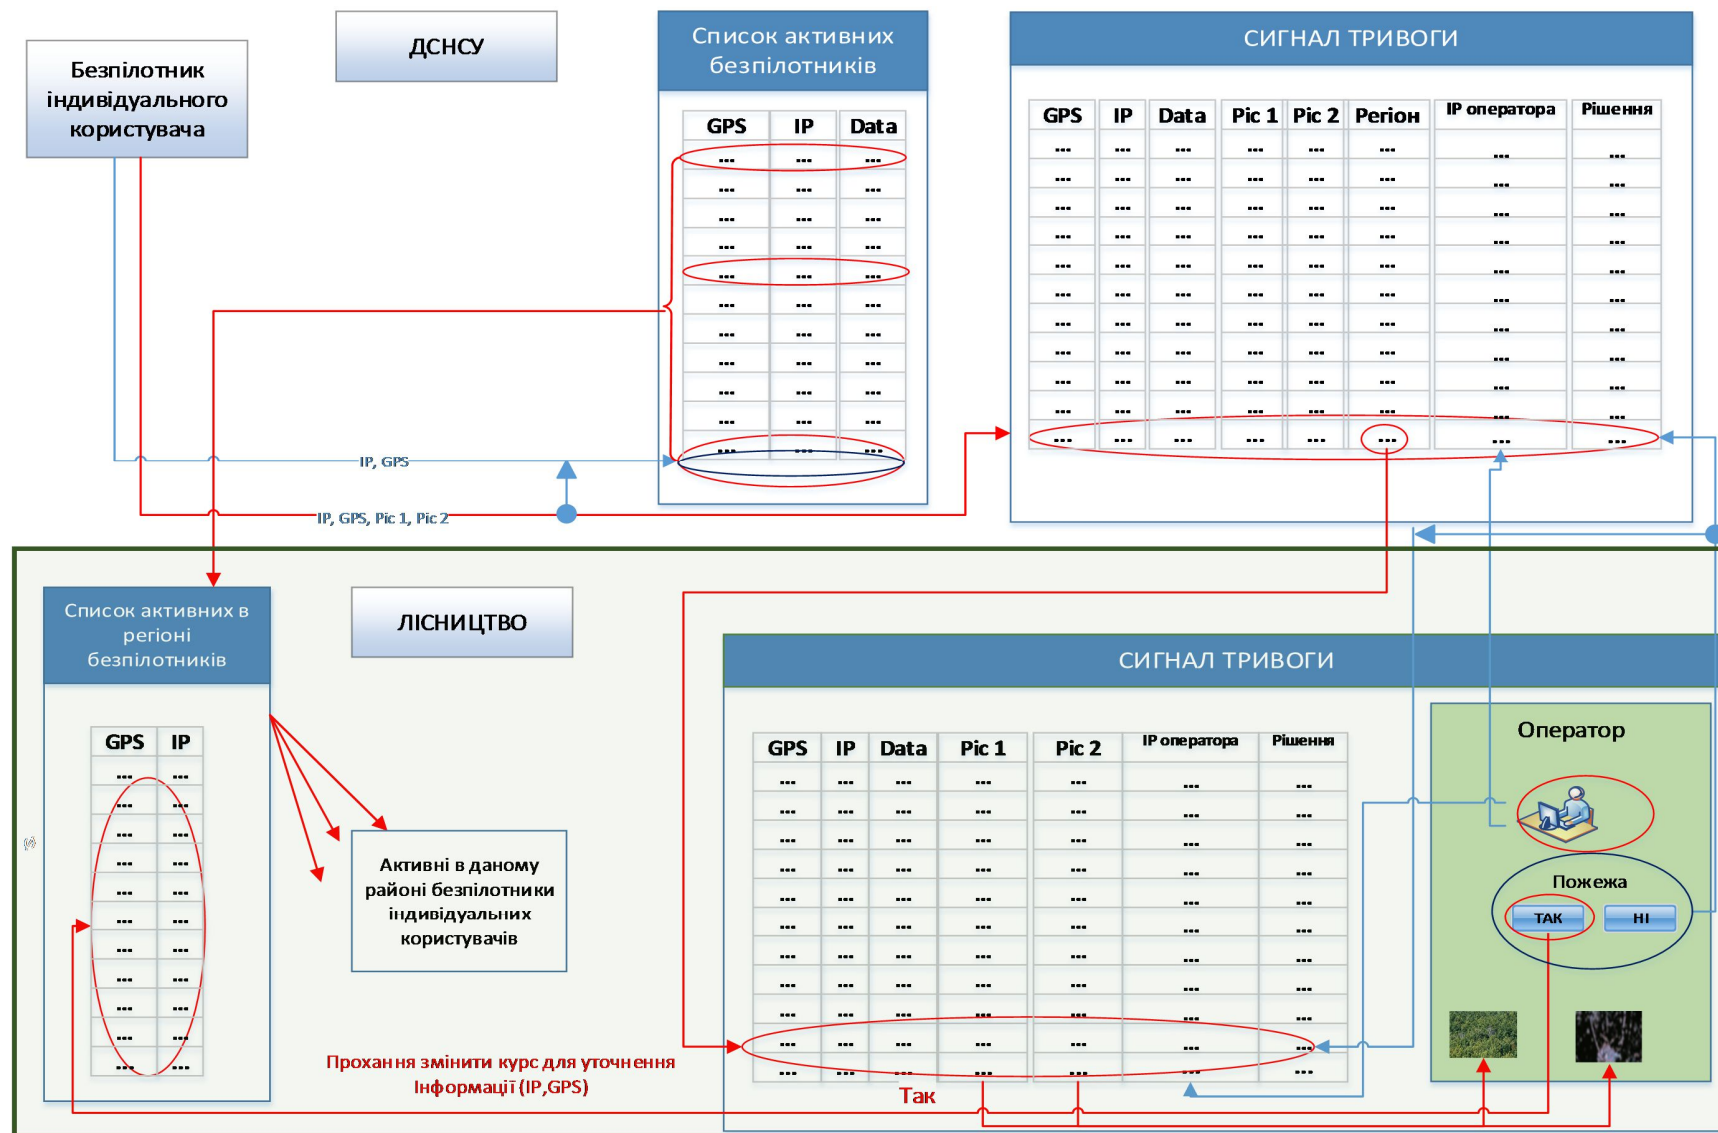 Безпілотник
індивідуального
користувача
ДСНСУ
Список активних
безпілотників
GPS IP Data
... ... ...
... ... ...
... ... ...
... ... ...
... ... ...
... ... ...
... ... ...
... ... ...
... ... ...
... ... ...
... ... ...
СИГНАЛ ТРИВОГИ
GPS IP Data Pic 1 Pic 2 Регіон IP оператора Рішення
... ... ... ... ... ... ... ...
... ... ... ... ... ... ... ...
... ... ... ... ... ... ... ...
... ... ... ... ... ... ... ...
... ... ... ... ... ... ... ...
... ... ... ... ... ... ... ...
... ... ... ... ... ... ... ...
... ... ... ... ... ... ... ...
... ... ... ... ... ... ... ...
... ... ... ... ... ... ... ...
... ... ... ... ... ... ... ...
IP, GPS
IP, GPS, Pic 1, Pic 2
Список активних в
регіоні
безпілотників
GPS IP
... ...
... ...
... ...
... ...
... ...
... ...
... ...
... ...
... ...
... ...
... ...
ЛІСНИЦТВО
Активні в даному
районі безпілотники
індивідуальних
користувачів
Прохання змінити курс для уточнення
Інформації (IP,GPS)
СИГНАЛ ТРИВОГИ
GPS IP Data Pic 1 Pic 2 IP оператора Рішення
... ... ... ... ... ... ...
... ... ... ... ... ... ...
... ... ... ... ... ... ...
... ... ... ... ... ... ...
... ... ... ... ... ... ...
... ... ... ... ... ... ...
... ... ... ... ... ... ...
... ... ... ... ... ... ...
... ... ... ... ... ... ...
... ... ... ... ... ... ...
... ... ... ... ... ... ...
Так
Оператор
Пожежа
ТАК
НІ